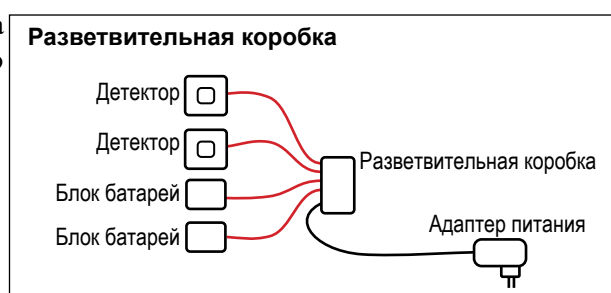 Разветвительная коробка
Детектор
Детектор
Разветвительная коробка
Блок батарей
Адаптер питания
Блок батарей